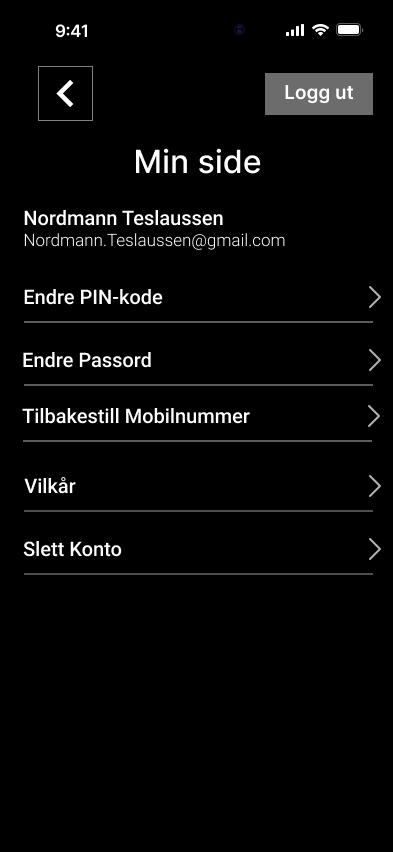 9:41
Logg ut
Min side
Nordmann Teslaussen
Nordmann.Teslaussen@gmail.com
Endre PIN-kode
Endre Passord
Tilbakestill Mobilnummer
Vilkår
Slett Konto